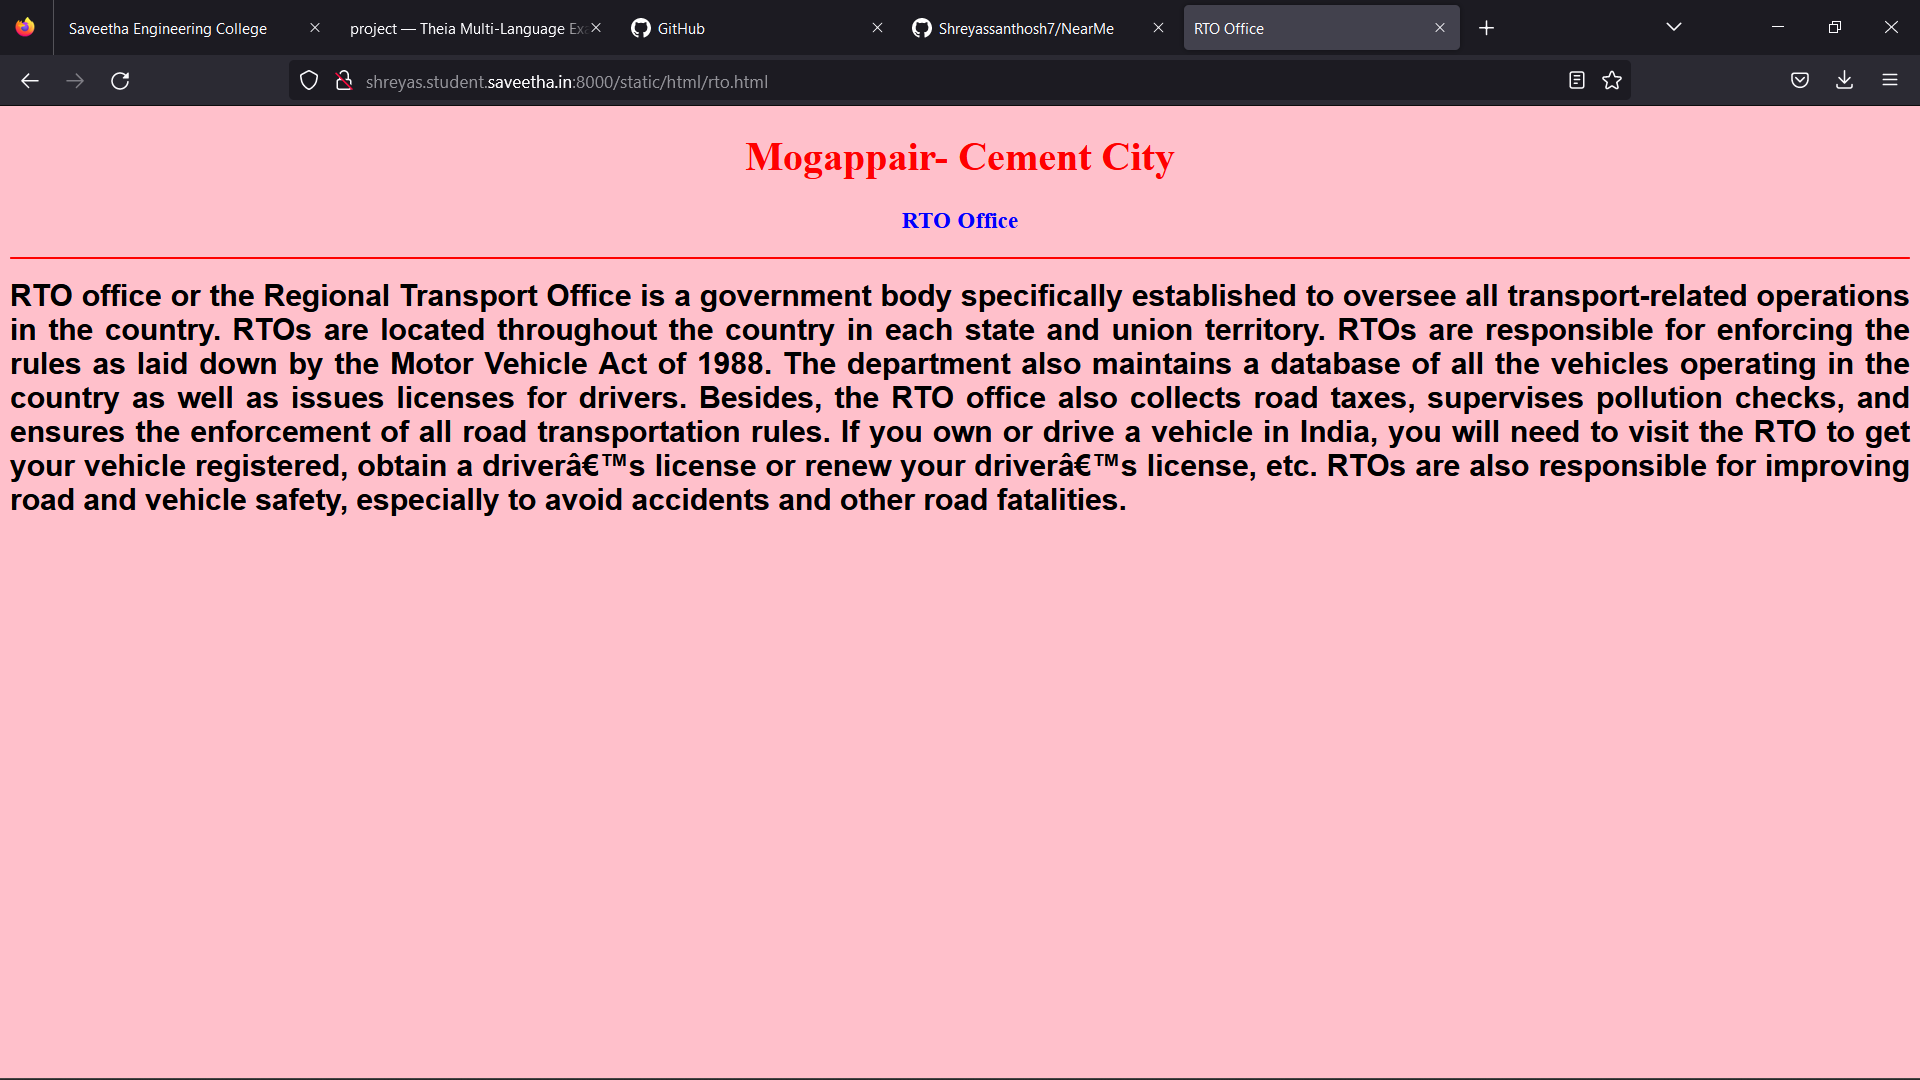 Saveetha Engineering College
project — Theia Multi-Language Ex
GitHub
Shreyassanthosh7/NearMe
RTO Office
shreyas.student.saveetha.in:8000/static/html/rto.html
Mogappair- Cement City
RTO Office
RTO office or the Regional Transport Office is a government body specifically established to oversee all transport-related operations
in the country. RTOs are located throughout the country in each state and union territory. RTOs are responsible for enforcing the
rules as laid down by the Motor Vehicle Act of 1988. The department also maintains a database of all the vehicles operating in the
country as well as issues licenses for drivers. Besides, the RTO office also collects road taxes, supervises pollution checks, and
ensures the enforcement of all road transportation rules. If you own or drive a vehicle in India, you will need to visit the RTO to get
your vehicle registered, obtain a driverâ€™s license or renew your driverâ€™s license, etc. RTOs are also responsible for improving
road and vehicle safety, especially to avoid accidents and other road fatalities.